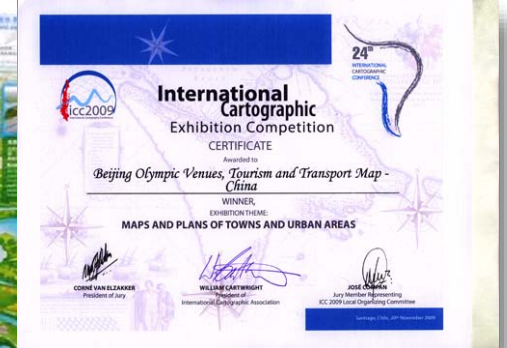 24th
INTERNATIONAL
CARTOGRAPHIC
CONFERENCE
icc2009
International
Cartographic
Exhibition Competition
CERTIFICATE
Awarded to
Beijing Olympic Venues, Tourism and Transport Map -
China
WINNER,
EXHIBITION THEME:
MAPS AND PLANS OF TOWNS AND URBAN AREAS
CORNÉ VAN ELZAKKER
President of Jury
WILLIAM CARTWRIGHT
President of
International Cartographic Association
JOSÉ COMPAN
Jury Member Representing
ICC 2009 Local Organizing Committee
Santiago, Chile, 20th November 2009